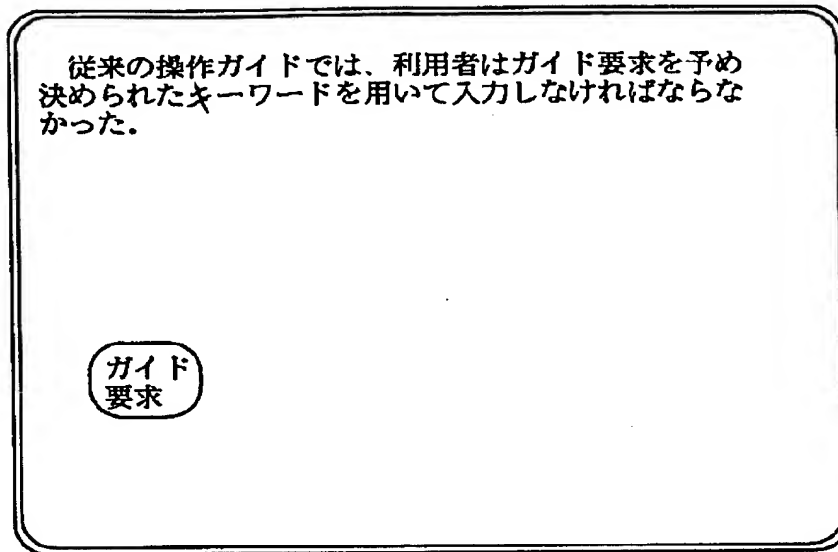 従来の操作ガイドでは、利用者はガイド要求を予め
決められたキーワードを用いて入力しなければならな
かった。
ガイド
要求